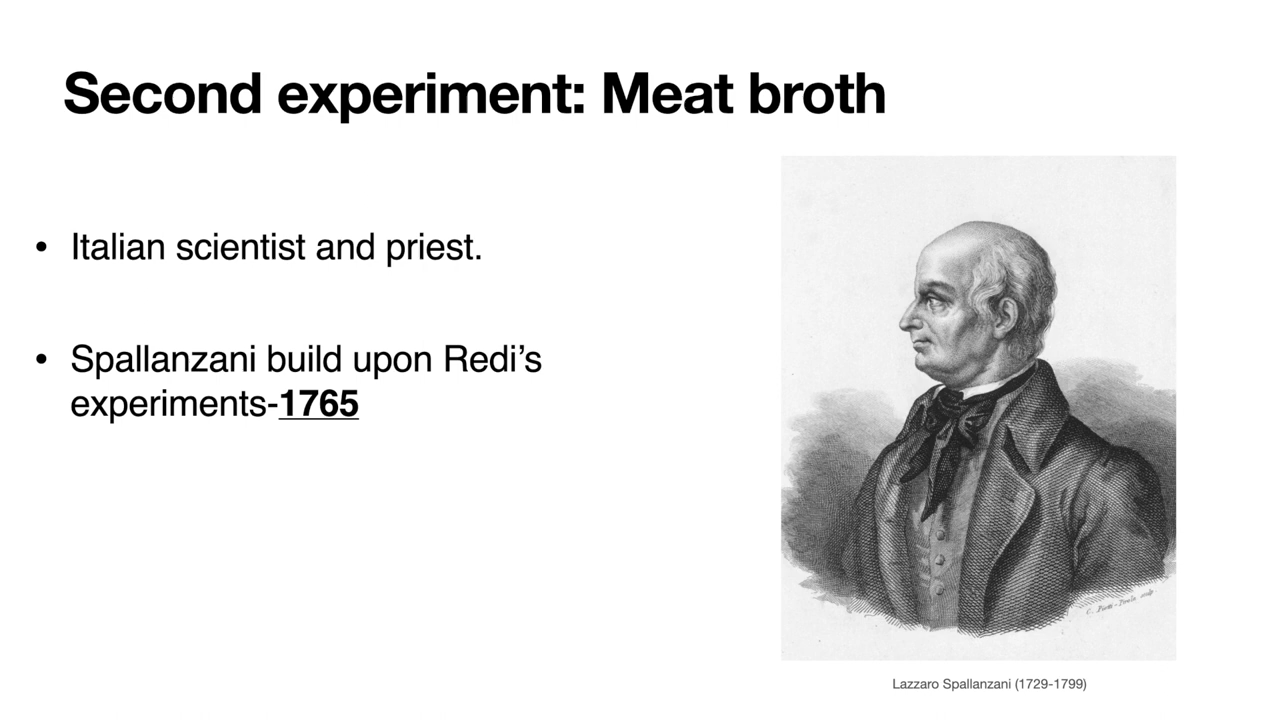 Second experiment: Meat broth
• Italian scientist and priest.
• Spallanzani build upon Redi’s
experiments-1765
Lazzaro Spallanzani (1729-1799)